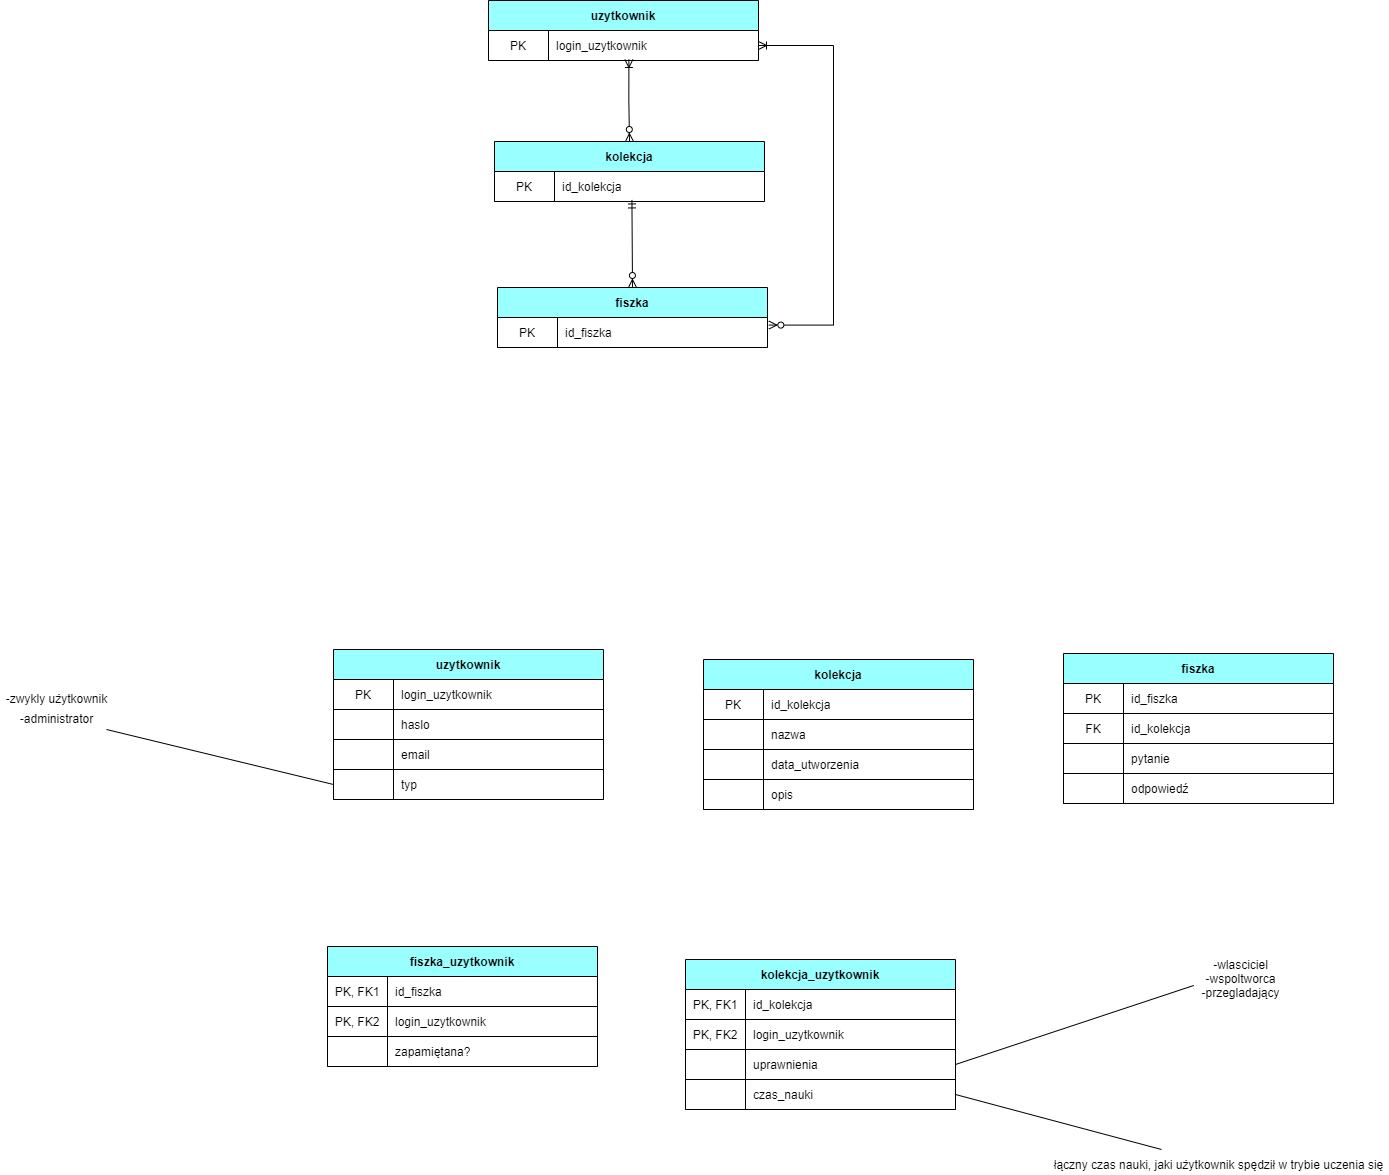 uzytkownik
PK login_uzytkownik
kolekcja
PK id_kolekcja
fiszka
PK id_fiszka
uzytkownik
PK login_uzytkownik
haslo
email
typ
-zwykly użytkownik
-administrator
kolekcja
PK id_kolekcja
nazwa
data_utworzenia
opis
fiszka
PK id_fiszka
FK id_kolekcja
pytanie
odpowiedź
fiszka_uzytkownik
PK, FK1 id_fiszka
PK, FK2 login_uzytkownik
zapamiętana?
kolekcja_uzytkownik
PK, FK1 id_kolekcja
PK, FK2 login_uzytkownik
uprawnienia
czas_nauki
-wlasciciel
-wspoltworca
-przegladający
łączny czas nauki, jaki użytkownik spędził w trybie uczenia się